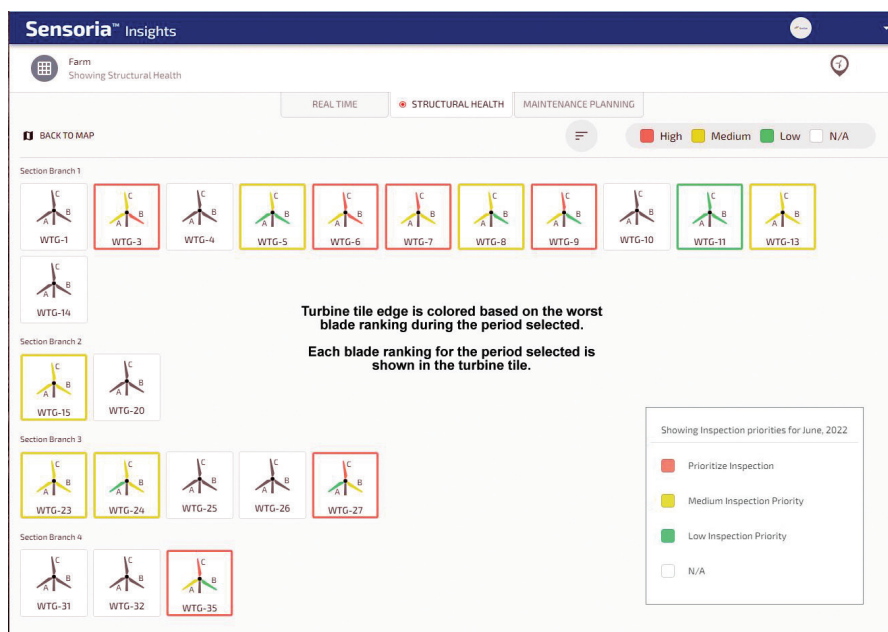 Sensoria™ Insights
Farm
Showing Structural Health
REAL TIME
STRUCTURAL HEALTH
MAINTENANCE PLANNING
BACK TO MAP
High Medium Low N/A
Section Branch 1
C C C C C C C C C C C
A B A B A B A B A B A B A B A B A B A B A B
WTG-1 WTG-3 WTG-4 WTG-5 WTG-6 WTG-7 WTG-8 WTG-9 WTG-10 WTG-11 WTG-13
C
A B
WTG-14
Turbine tile edge is colored based on the worst
blade ranking during the period selected.
Each blade ranking for the period selected is
shown in the turbine tile.
Section Branch 2
C C
A B A B
WTG-15 WTG-20
Section Branch 3
C C C C C
A B A B A B A B A B
WTG-23 WTG-24 WTG-25 WTG-26 WTG-27
Section Branch 4
C C C
A B A B A B
WTG-31 WTG-32 WTG-35
Showing Inspection priorities for June, 2022
Prioritize Inspection
Medium Inspection Priority
Low Inspection Priority
N/A